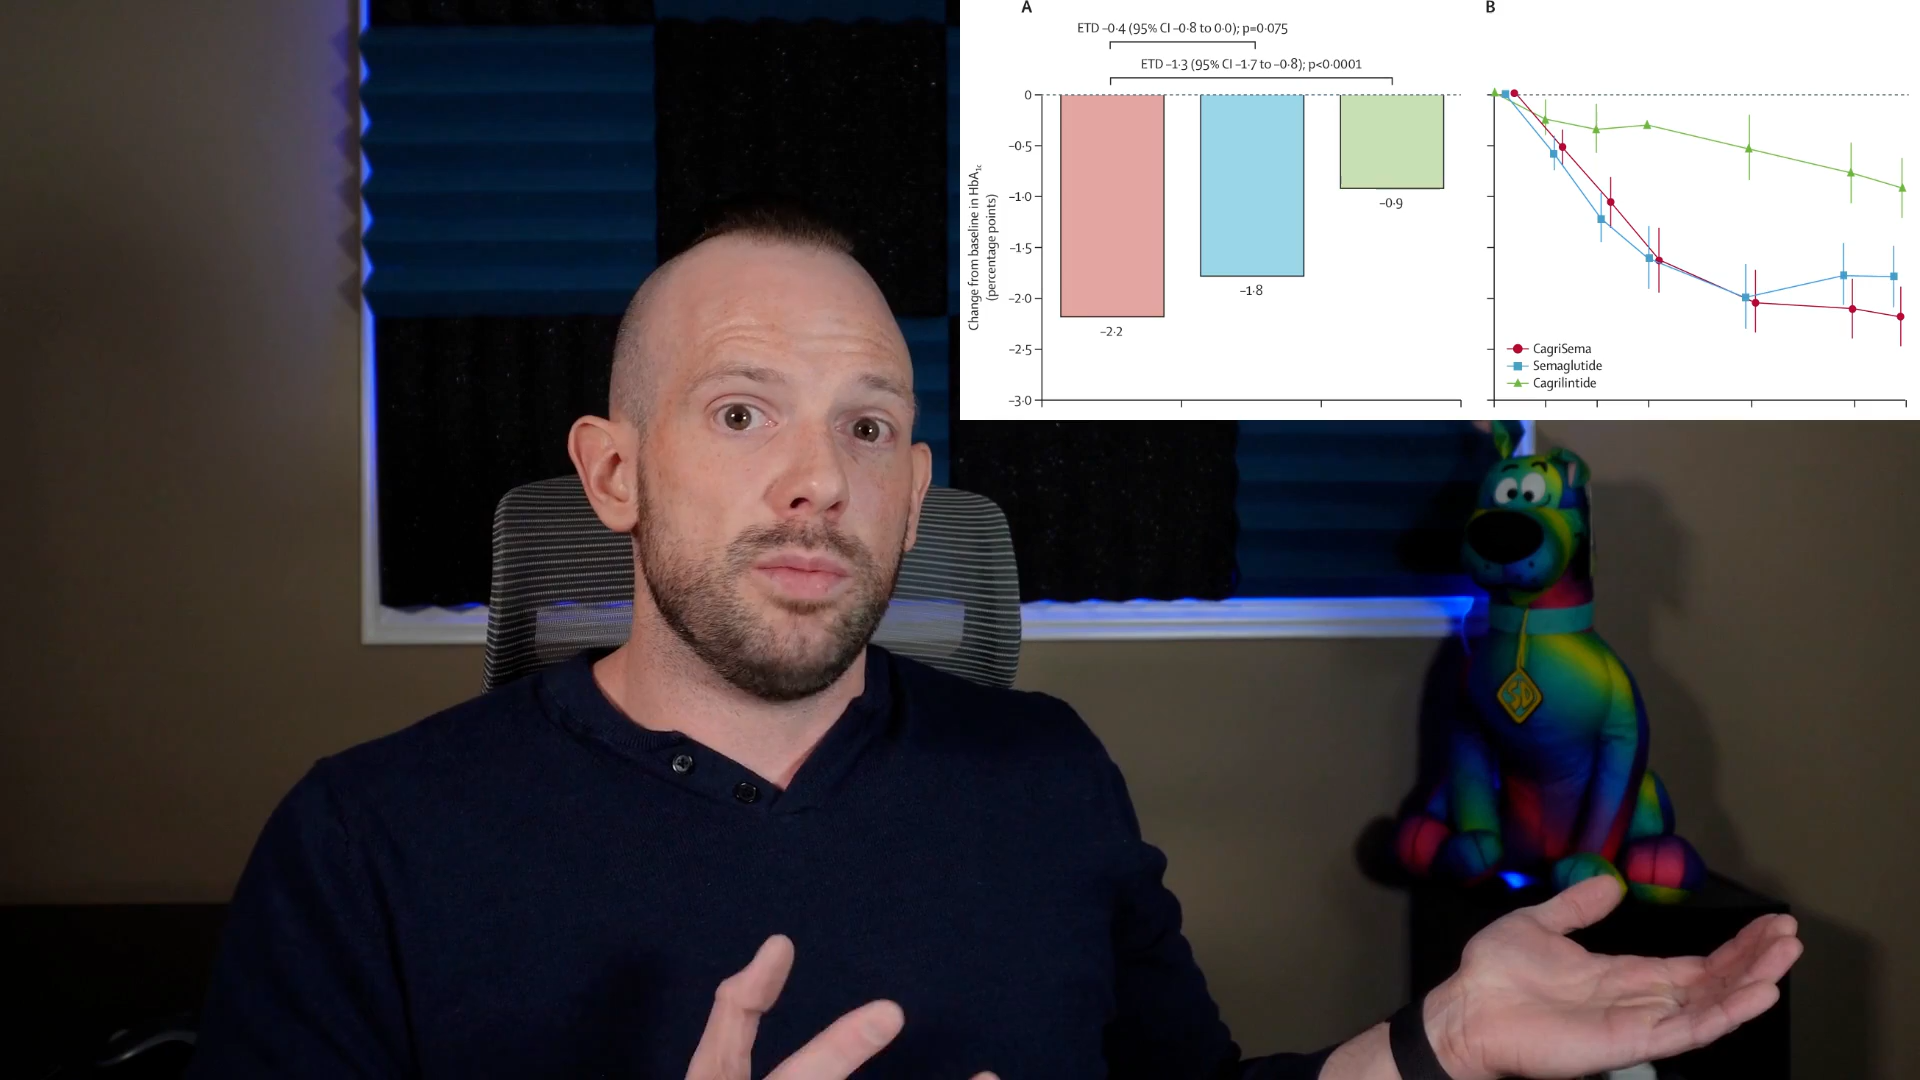 A
ETD –0·4 (95% CI –0·8 to 0·0); p=0·075
ETD –1·3 (95% CI –1·7 to –0·8); p<0·0001
Change from baseline in HbA1c
(percentage points)
0
–0·5
–1·0
–1·5
–2·0
–2·5
–3·0
–2·2
–1·8
–0·9
B
CagriSema
Semaglutide
Cagrilintide
SD